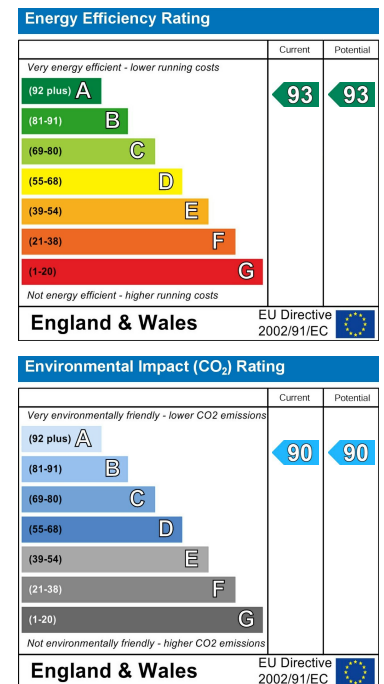 Energy Efficiency Rating
Current Potential
Very energy efficient - lower running costs
(92 plus) A
93 93
(81-91) B
(69-80) C
(55-68) D
(39-54) E
(21-38) F
(1-20) G
Not energy efficient - higher running costs
England & Wales
EU Directive
2002/91/EC
Environmental Impact (CO₂) Rating
Current Potential
Very environmentally friendly - lower CO2 emissions
(92 plus) A
(81-91) B
90 90
(69-80) C
(55-68) D
(39-54) E
(21-38) F
(1-20) G
Not environmentally friendly - higher CO2 emissions
England & Wales
EU Directive
2002/91/EC